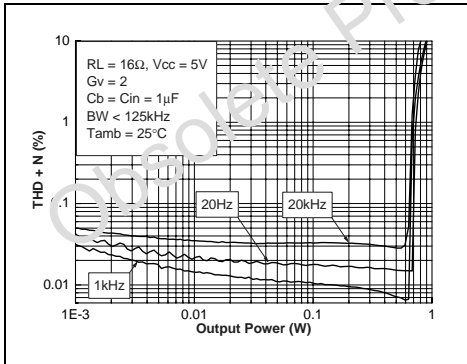 Obsolete Pr
10
RL = 16Ω, Vcc = 5V
Gv = 2
Cb = Cin = 1μF
BW < 125kHz
Tamb = 25°C
1
THD + N (%)
0.1
20Hz
20kHz
0.01
1kHz
1E-3
0.01
0.1
1
Output Power (W)